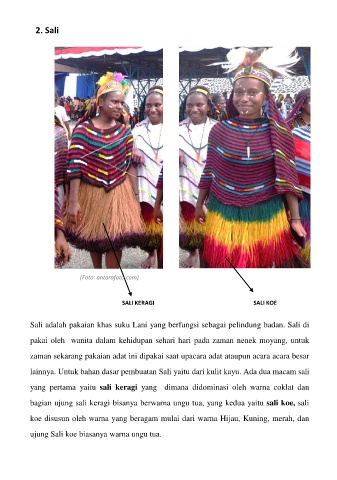 2. Sali
(Foto: antarafoto.com)
SALI KERAGI SALI KOE
Sali adalah pakaian khas suku Lani yang berfungsi sebagai pelindung badan. Sali di
pakai oleh wanita dalam kehidupan sehari hari pada zaman nenek moyang, untuk
zaman sekarang pakaian adat ini dipakai saat upacara adat ataupun acara acara besar
lainnya. Untuk bahan dasar pembuatan Sali yaitu dari kulit kayu. Ada dua macam sali
yang pertama yaitu sali keragi yang dimana didominasi oleh warna coklat dan
bagian ujung sali keragi bisanya berwarna ungu tua, yang kedua yaitu sali koe, sali
koe disusun oleh warna yang beragam mulai dari warna Hijau, Kuning, merah, dan
ujung Sali koe biasanya warna ungu tua.